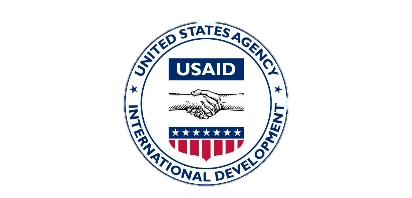 UNITED STATES AGENCY
USAID
INTERNATIONAL DEVELOPMENT